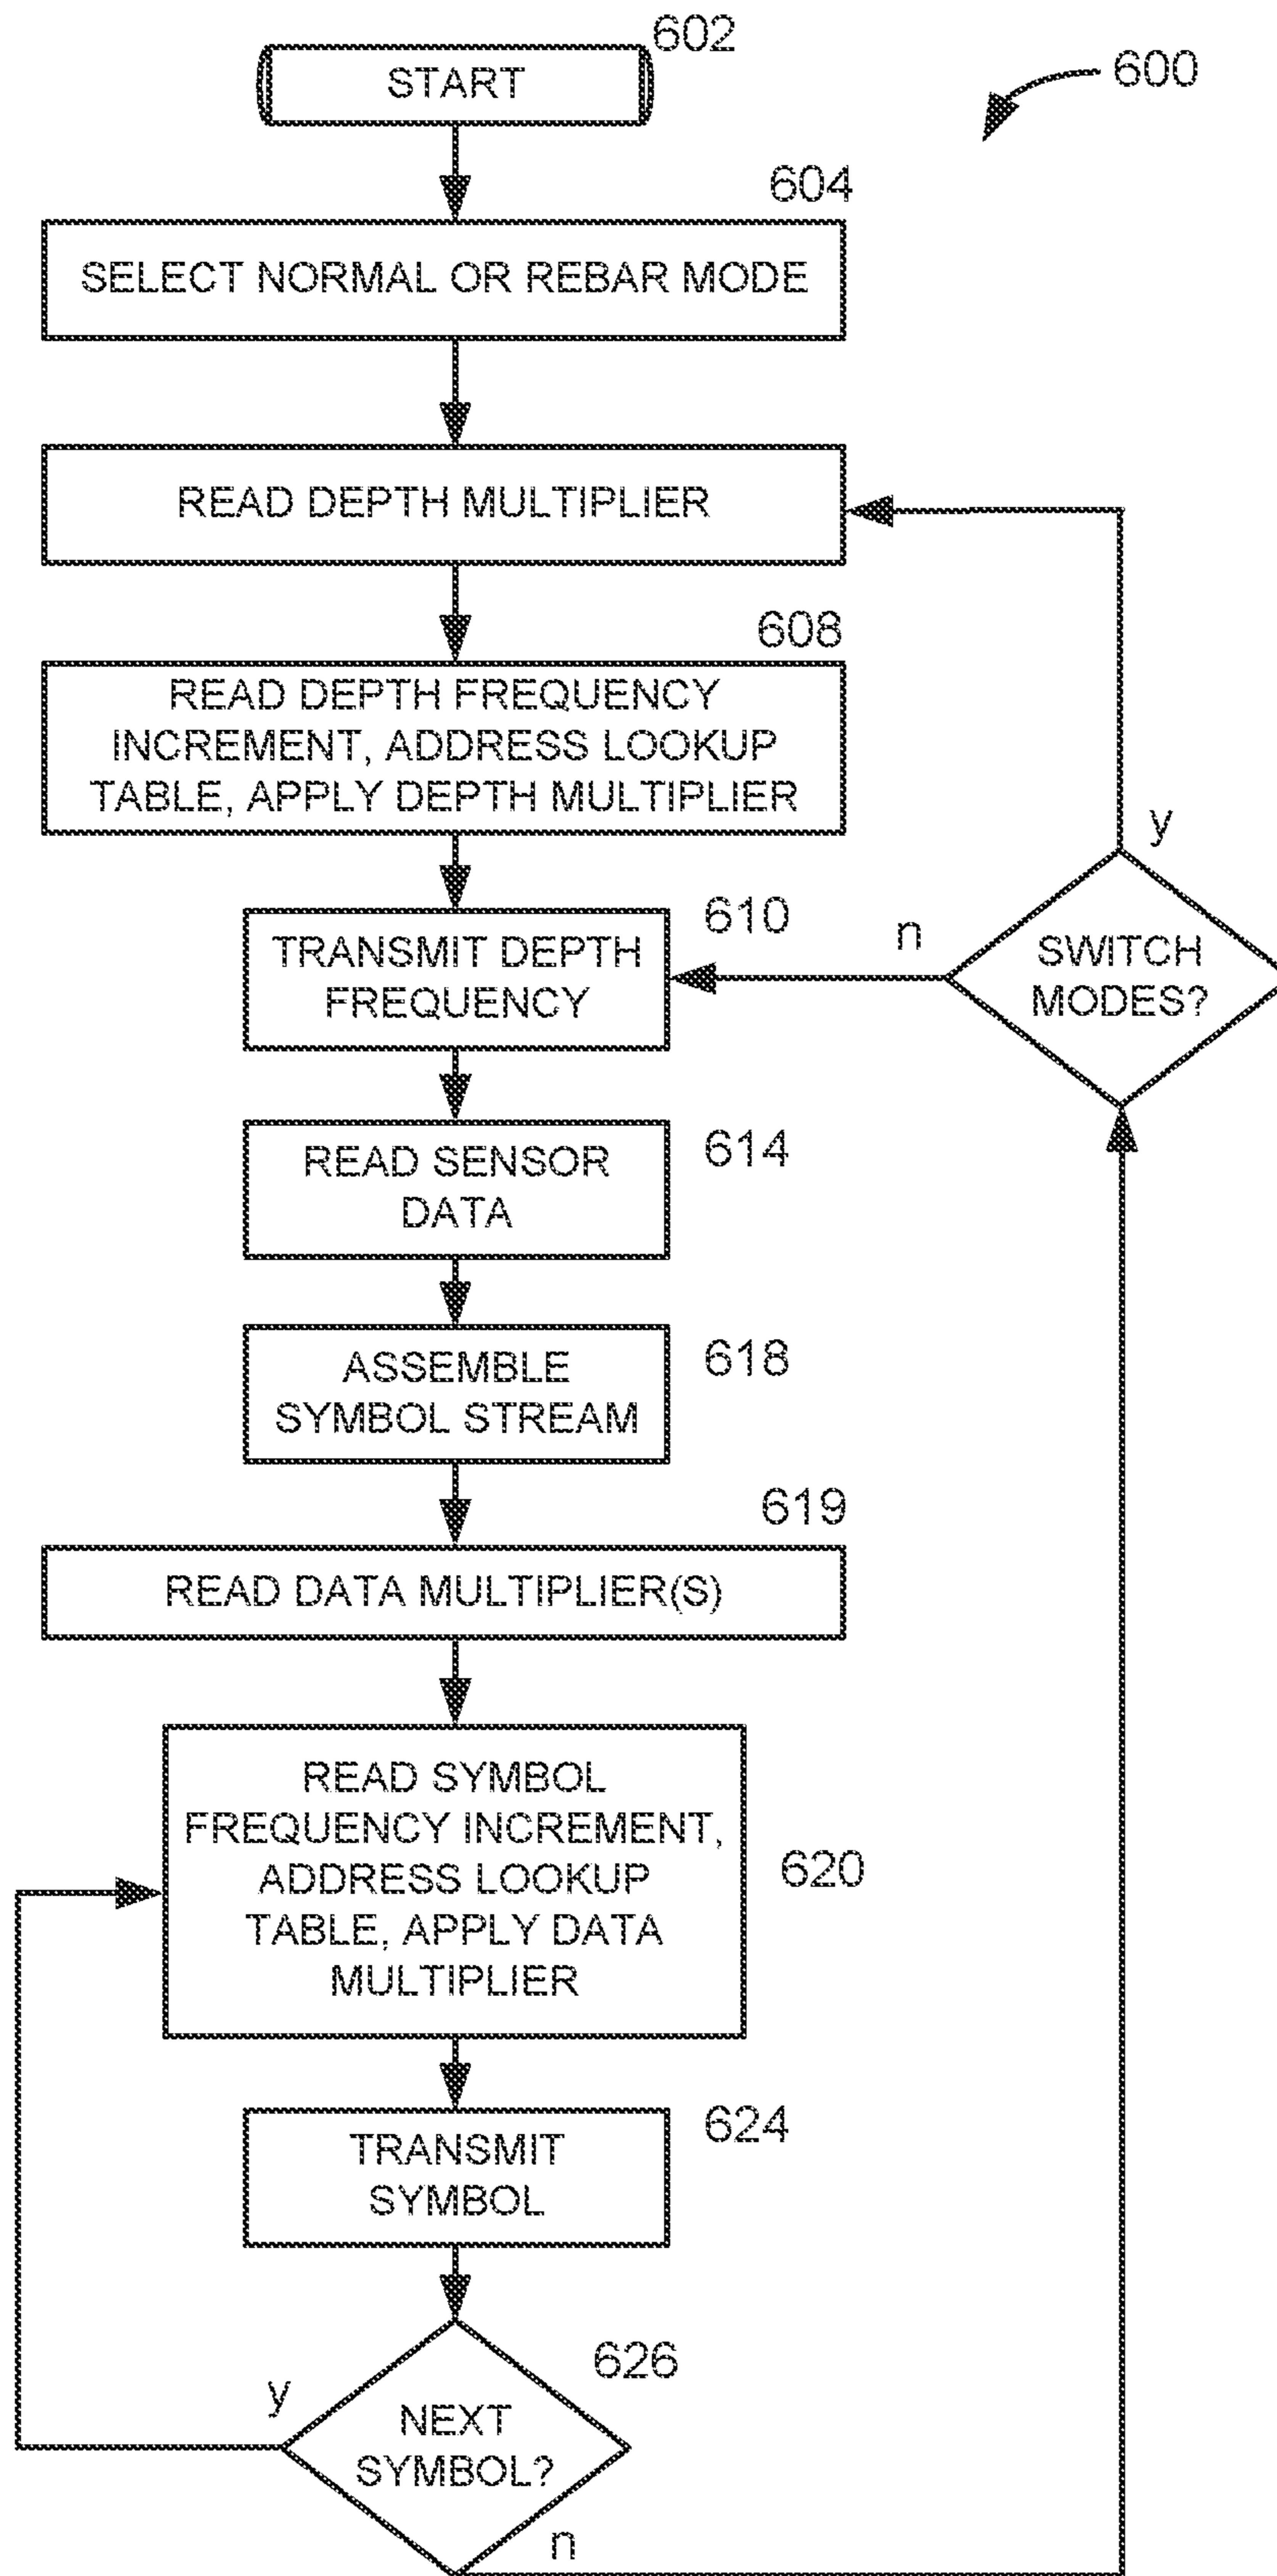 602
START
600
604
SELECT NORMAL OR REBAR MODE
READ DEPTH MULTIPLIER
608
READ DEPTH FREQUENCY
INCREMENT, ADDRESS LOOKUP
TABLE, APPLY DEPTH MULTIPLIER
y
610
n
TRANSMIT DEPTH
FREQUENCY
SWITCH
MODES?
READ SENSOR
DATA
614
ASSEMBLE
SYMBOL STREAM
618
619
READ DATA MULTIPLIER(S)
READ SYMBOL
FREQUENCY INCREMENT,
ADDRESS LOOKUP
TABLE, APPLY DATA
MULTIPLIER
620
TRANSMIT
SYMBOL
624
626
y
NEXT
SYMBOL?
n